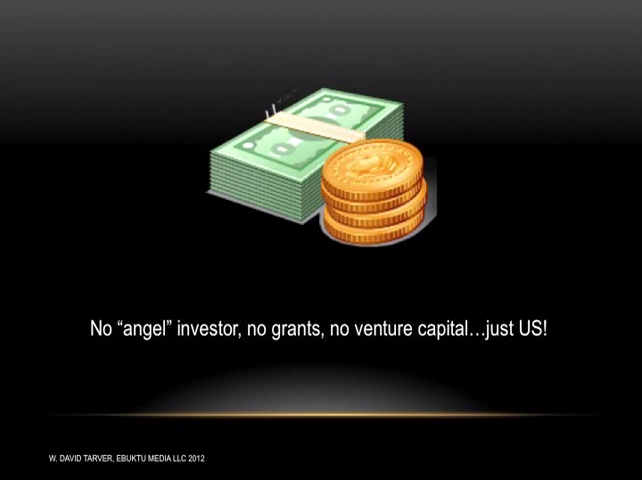 No “angel” investor, no grants, no venture capital…just US!
W. DAVID TARVER, EBUKTU MEDIA LLC 2012